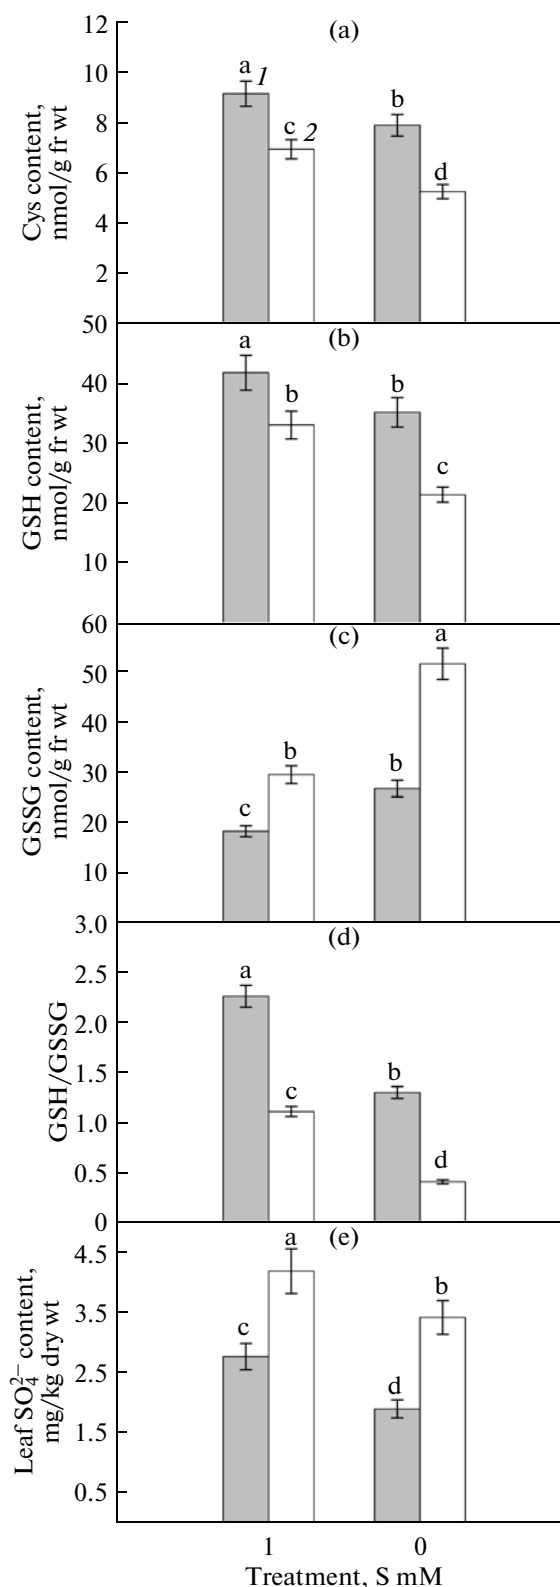 12
(a)
10
a
1
b
8
c
2
6
d
4
2
Cys content,
nmol/g fr wt
50
(b)
a
40
b
b
30
c
20
10
GSH content,
nmol/g fr wt
60
(c)
a
50
40
b
b
30
c
20
10
GSSG content,
nmol/g fr wt
3.0
(d)
a
2.5
2.0
b
1.5
c
1.0
d
0.5
0
GSH/GSSG
(e)
a
4.5
b
3.5
c
2.5
d
1.5
0.5
Leaf SO₄²⁻ content,
mg/kg dry wt
1 0
Treatment, S mM